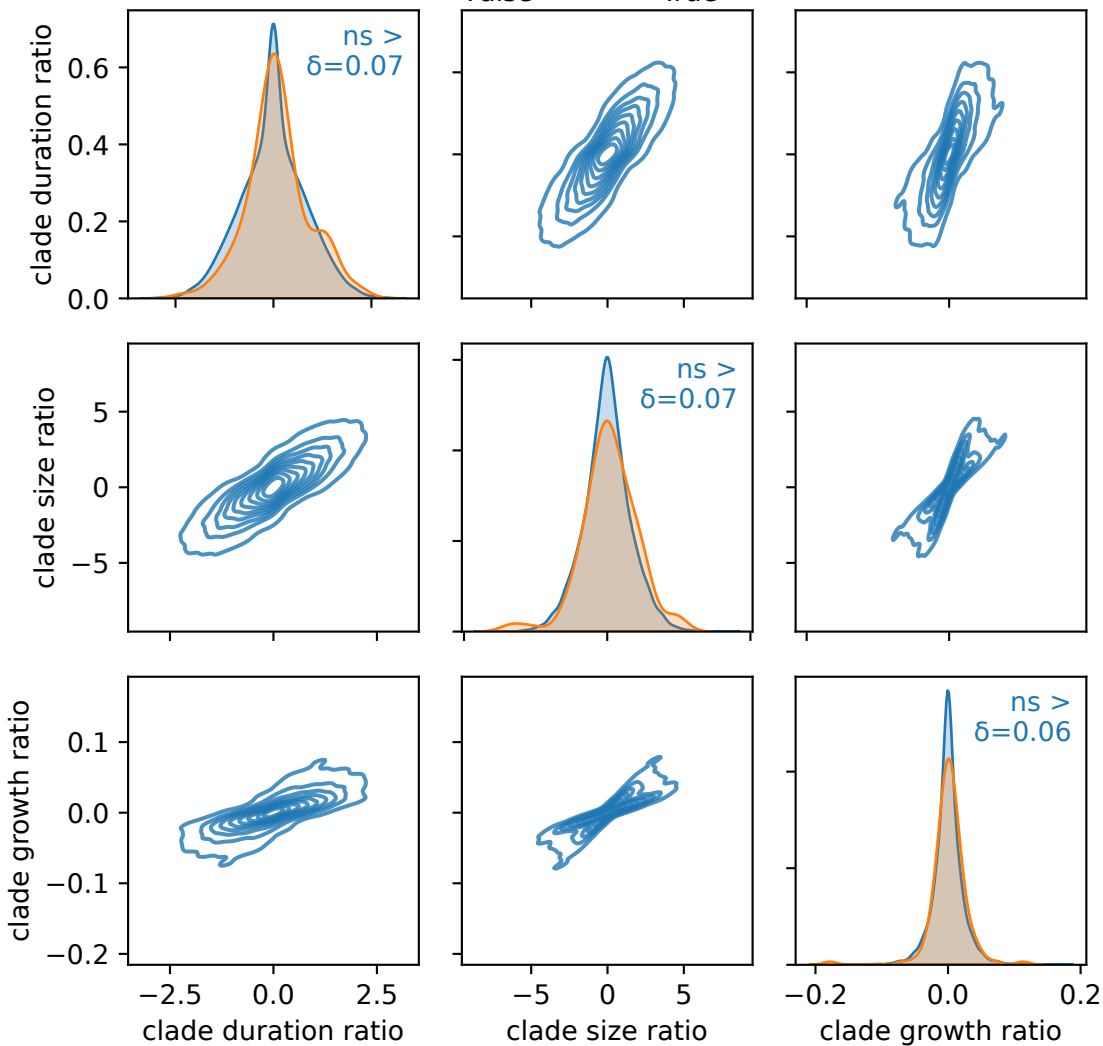 clade duration ratio
0.6
0.4
0.2
0.0
ns >
δ=0.07
clade size ratio
5
0
−5
ns >
δ=0.07
clade growth ratio
0.1
0.0
−0.1
−0.2
ns >
δ=0.06
−2.5 0.0 2.5
−5 0 5
−0.2 0.0 0.2
clade duration ratio
clade size ratio
clade growth ratio